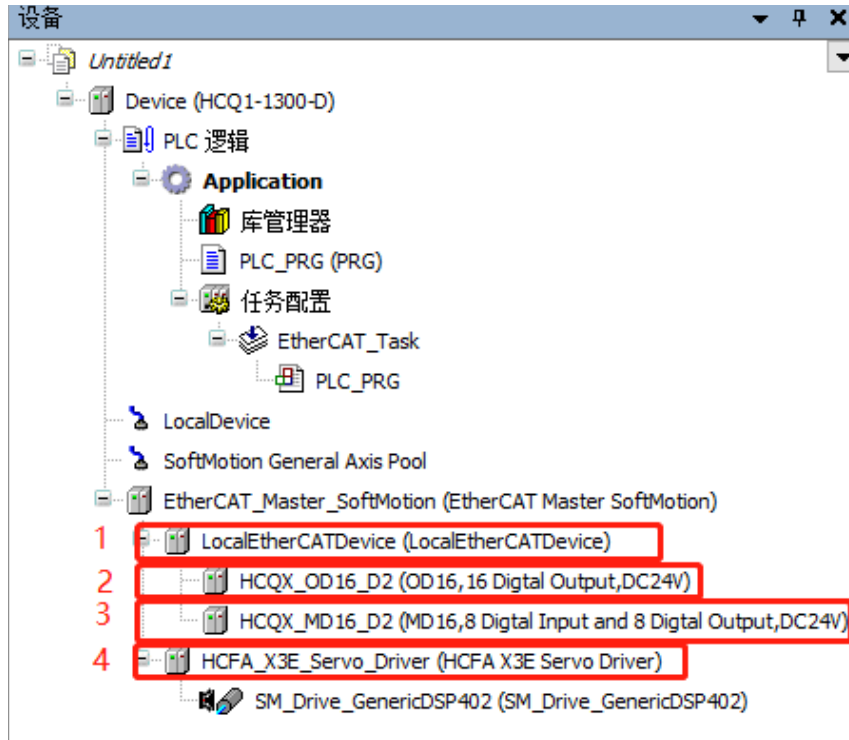 设备
Untitled1
Device (HCQ1-1300-D)
PLC 逻辑
Application
库管理器
PLC_PRG (PRG)
任务配置
EtherCAT_Task
PLC_PRG
LocalDevice
SoftMotion General Axis Pool
EtherCAT_Master_SoftMotion (EtherCAT Master SoftMotion)
1 LocalEtherCATDevice (LocalEtherCATDevice)
2 HCQX_OD16_D2 (OD16,16 Digtal Output,DC24V)
3 HCQX_MD16_D2 (MD16,8 Digtal Input and 8 Digtal Output,DC24V)
4 HCFA_X3E_Servo_Driver (HCFA X3E Servo Driver)
SM_Drive_GenericDSP402 (SM_Drive_GenericDSP402)